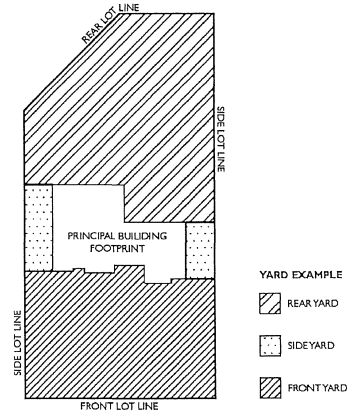 REAR LOT LINE
SIDE LOT LINE
PRINCIPAL BUILDING
FOOTPRINT
SIDE LOT LINE
FRONT LOT LINE
YARD EXAMPLE
REAR YARD
SIDE YARD
FRONT YARD